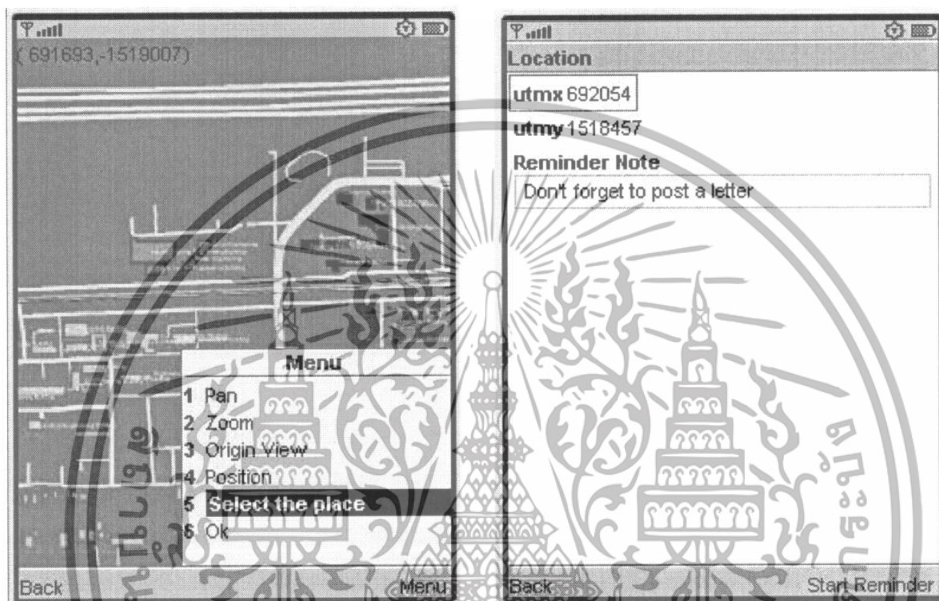 ( 691693,-1519007)
Menu
1 Pan
2 Zoom
3 Origin View
4 Position
5 Select the place
6 Ok
Back Menu
Location
utmx 692054
utmy 1518457
Reminder Note
Don't forget to post a letter
Back Start Reminder